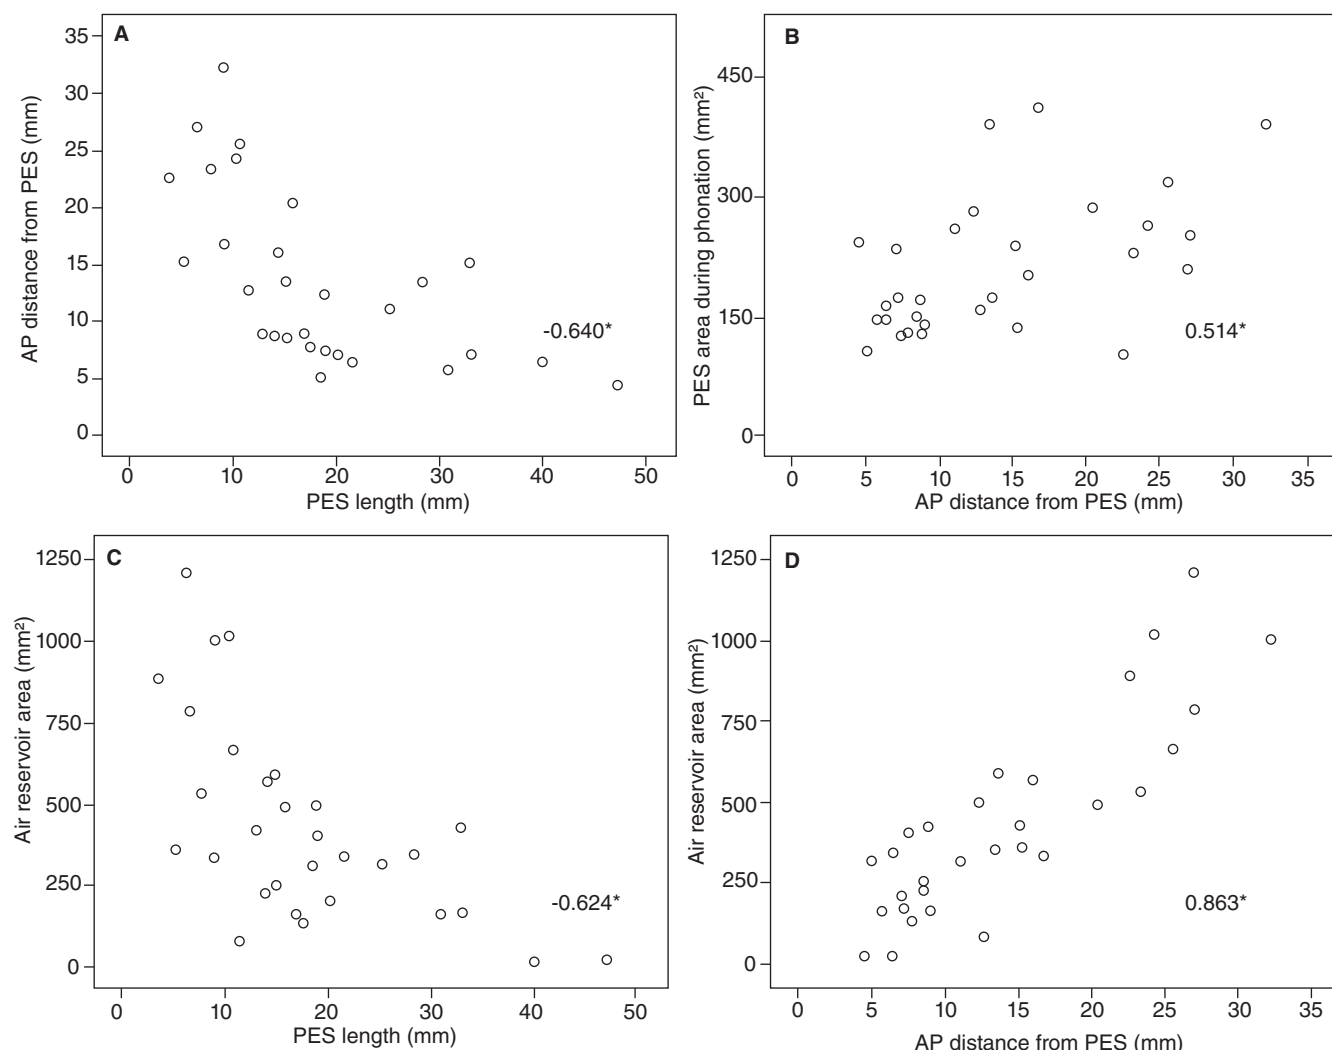 A
35
30
25
20
15
10
5
0
AP distance from PES (mm)
-0.640*
0 10 20 30 40 50
PES length (mm)
B
450
300
150
0
PES area during phonation (mm²)
0.514*
0 5 10 15 20 25 30 35
AP distance from PES (mm)
C
1250
1000
750
500
250
0
Air reservoir area (mm²)
-0.624*
0 10 20 30 40 50
PES length (mm)
D
1250
1000
750
500
250
0
Air reservoir area (mm²)
0.863*
0 5 10 15 20 25 30 35
AP distance from PES (mm)